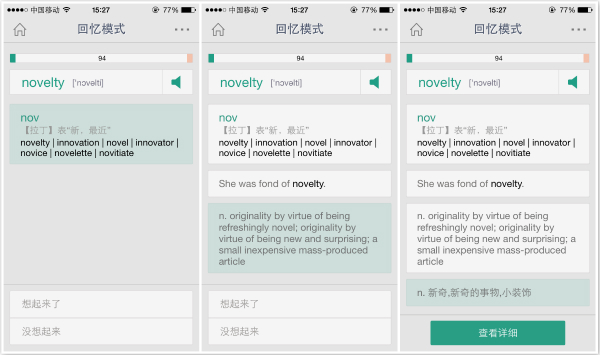 中国移动 15:27 77%
回忆模式
94
novelty ['nɔvəlti]
nov
【拉丁】表“新．最近”
novelty | innovation | novel | innovator |
novice | novelette | novitiate
想起来了
没想起来
中国移动 15:27 77%
回忆模式
94
novelty ['nɔvəlti]
nov
【拉丁】表“新．最近”
novelty | innovation | novel | innovator |
novice | novelette | novitiate
She was fond of novelty.
n. originality by virtue of being
refreshingly novel; originality by
virtue of being new and surprising; a
small inexpensive mass-produced
article
想起来了
没想起来
中国移动 15:27 77%
回忆模式
94
novelty ['nɔvəlti]
nov
【拉丁】表“新．最近”
novelty | innovation | novel | innovator |
novice | novelette | novitiate
She was fond of novelty.
n. originality by virtue of being
refreshingly novel; originality by
virtue of being new and surprising; a
small inexpensive mass-produced
article
n. 新奇,新奇的事物,小装饰
查看详细